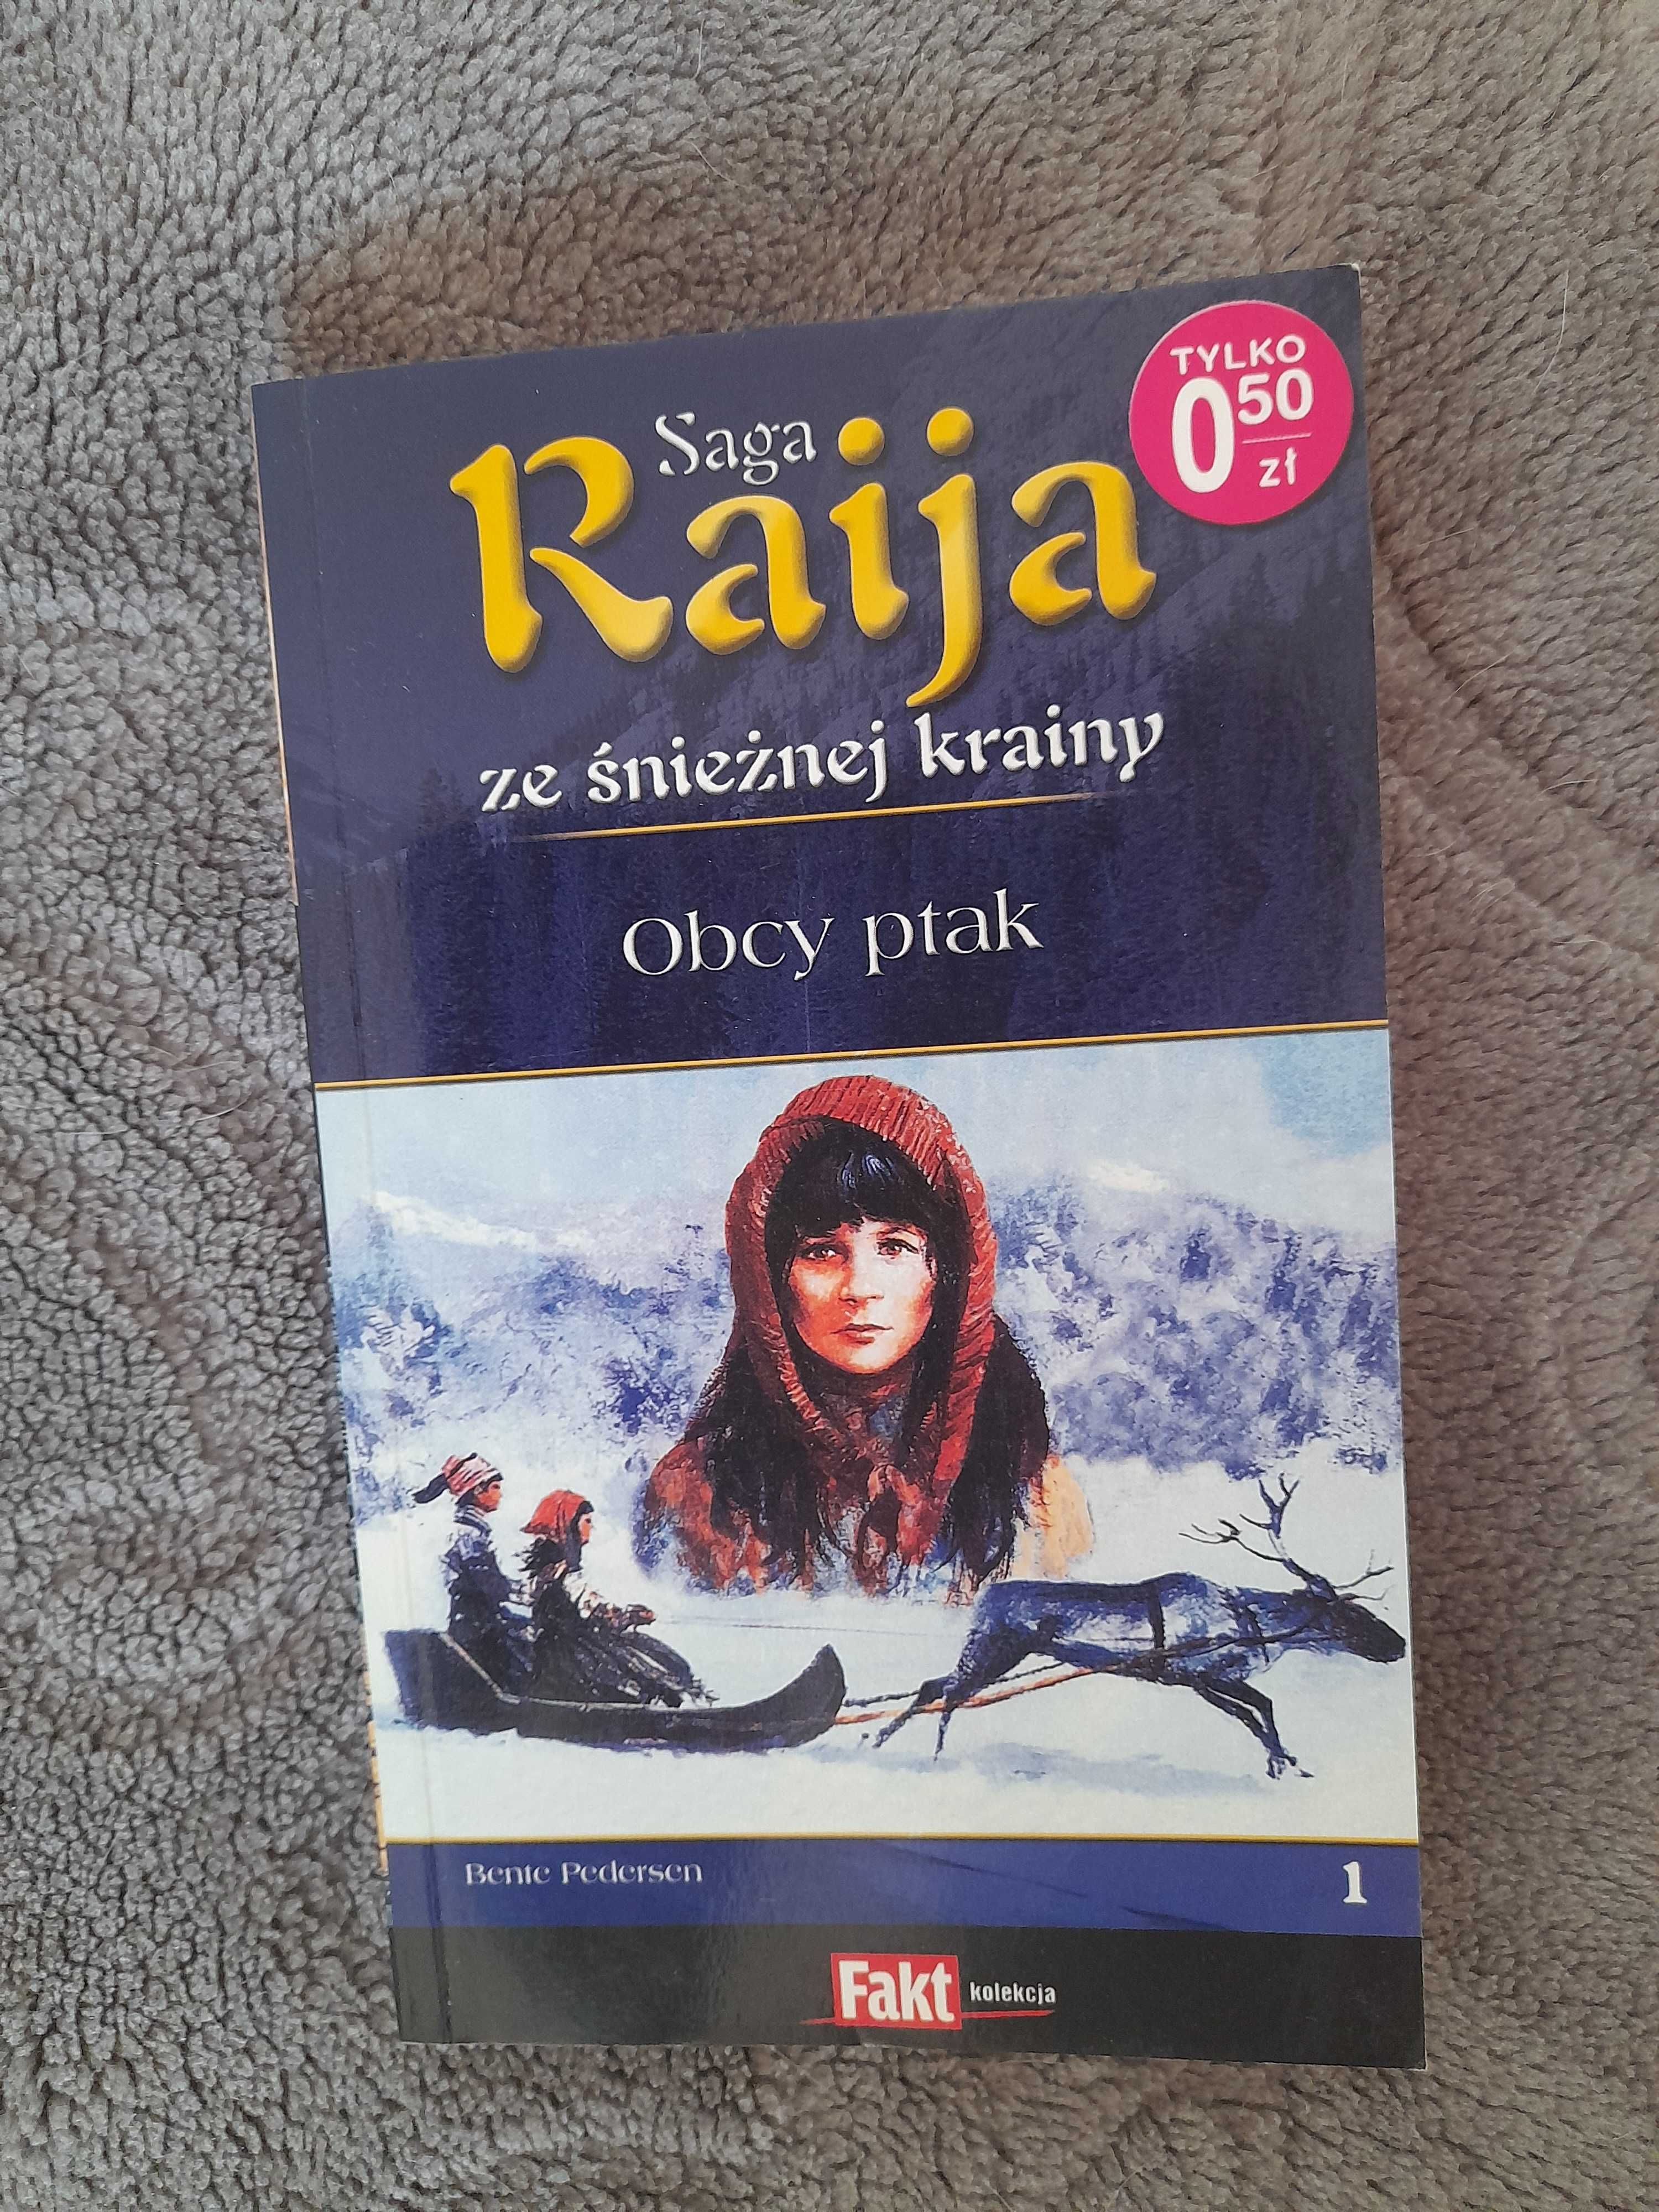 TYLKO
0 50
zł
Saga
Raija
ze śnieżnej krainy
Obcy ptak
Bente Pedersen
1
Fakt kolekcja